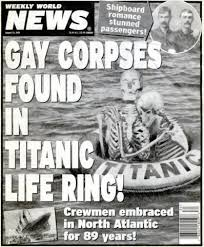 WEEKLY WORLD
NEWS
Shipboard
romance
stunned
passengers!
GAY CORPSES
FOUND
IN
TITANIC
LIFE RING!
TITANIC
Crewmen embraced
in North Atlantic
for 89 years!